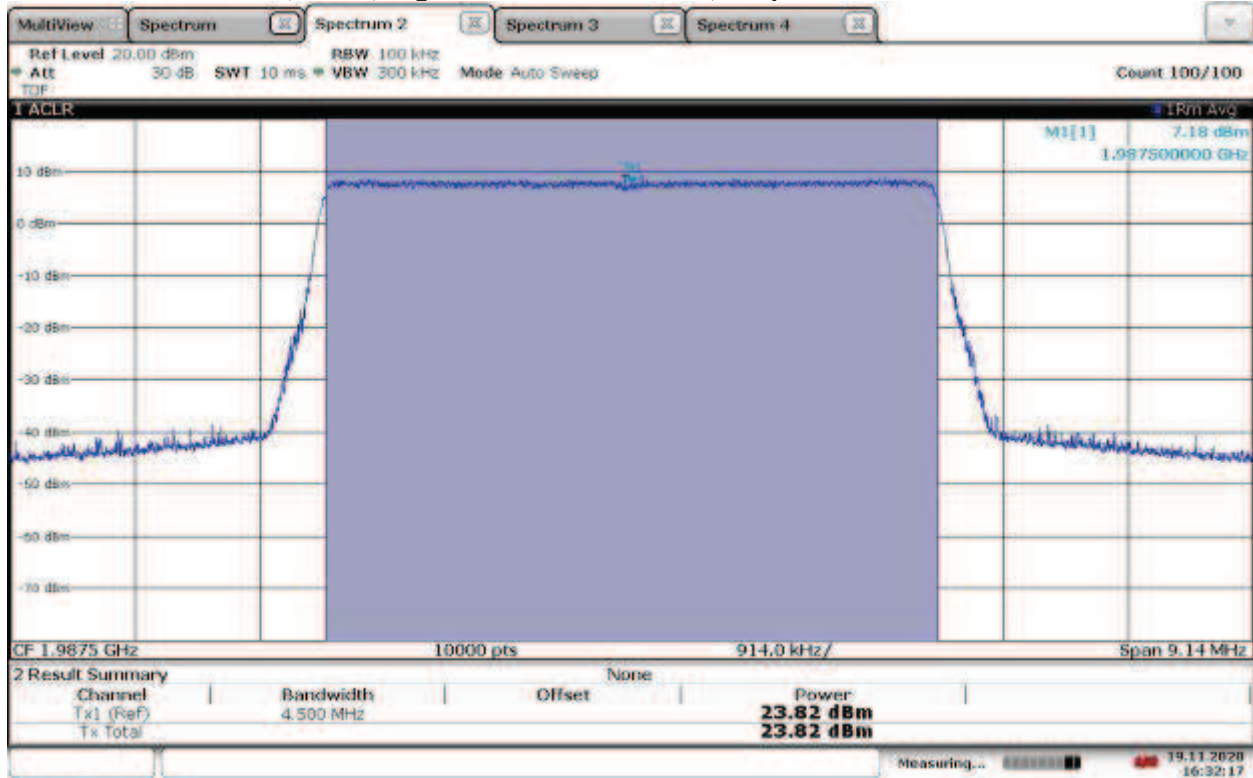 MultiView Spectrum Spectrum 2 Spectrum 3 Spectrum 4
Ref Level 20.00 dBm RBW 100 kHz
Att 30 dB SWT 10 ms VBW 300 kHz Mode Auto Sweep Count 100/100
TDF
1 ACLR 1Rm Avg
M1[1] 7.18 dBm
1.987500000 GHz
10 dBm
Tx1
0 dBm
-10 dBm
-20 dBm
-30 dBm
-40 dBm
-50 dBm
-60 dBm
-70 dBm
CF 1.9875 GHz 10000 pts 914.0 kHz/ Span 9.14 MHz
2 Result Summary None
Channel Bandwidth Offset Power
Tx1 (Ref) 4.500 MHz 23.82 dBm
Tx Total 23.82 dBm
Measuring... 19.11.2020
16:32:17